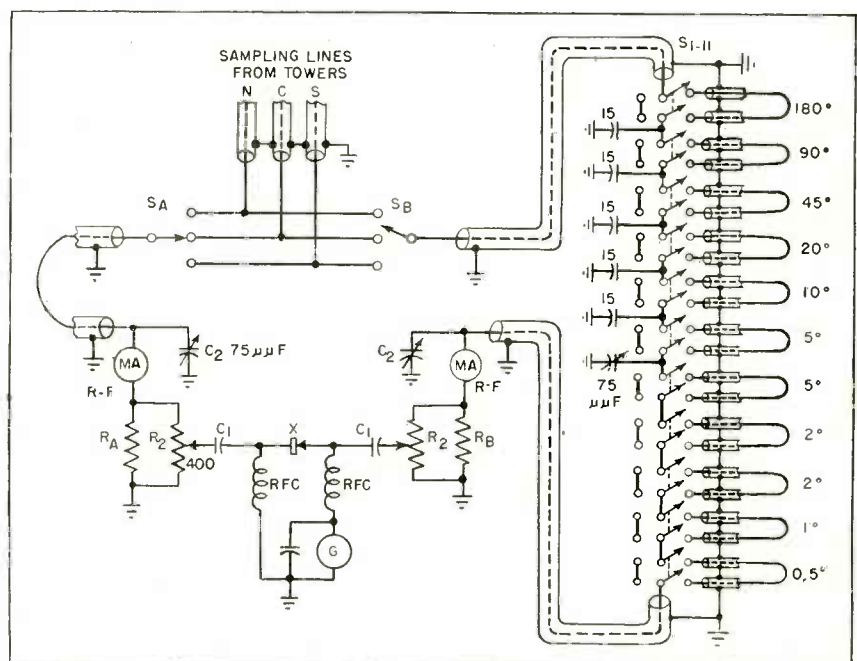 SAMPLING LINES
FROM TOWERS
N C S
S1-11
SA
SB
15
15
15
15
15
75
μμF
180°
90°
45°
20°
10°
5°
5°
2°
2°
1°
0,5°
MA
R-F
C2 75μμF
C2
MA
R-F
RA
R2
400
C1
X
C1
R2
RB
RFC
RFC
G